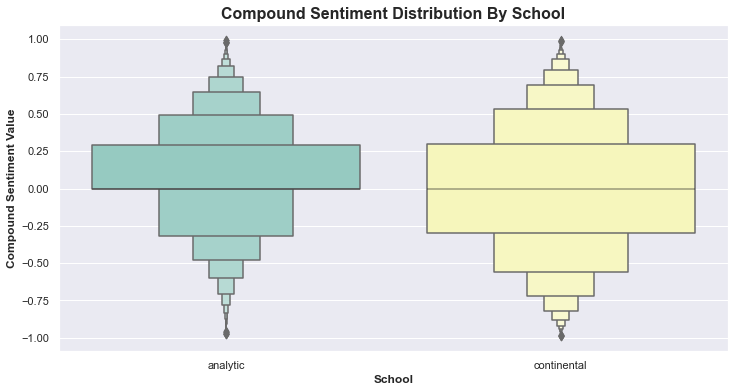 Compound Sentiment Distribution By School
Compound Sentiment Value
1.00
0.75
0.50
0.25
0.00
−0.25
−0.50
−0.75
−1.00
analytic
continental
School